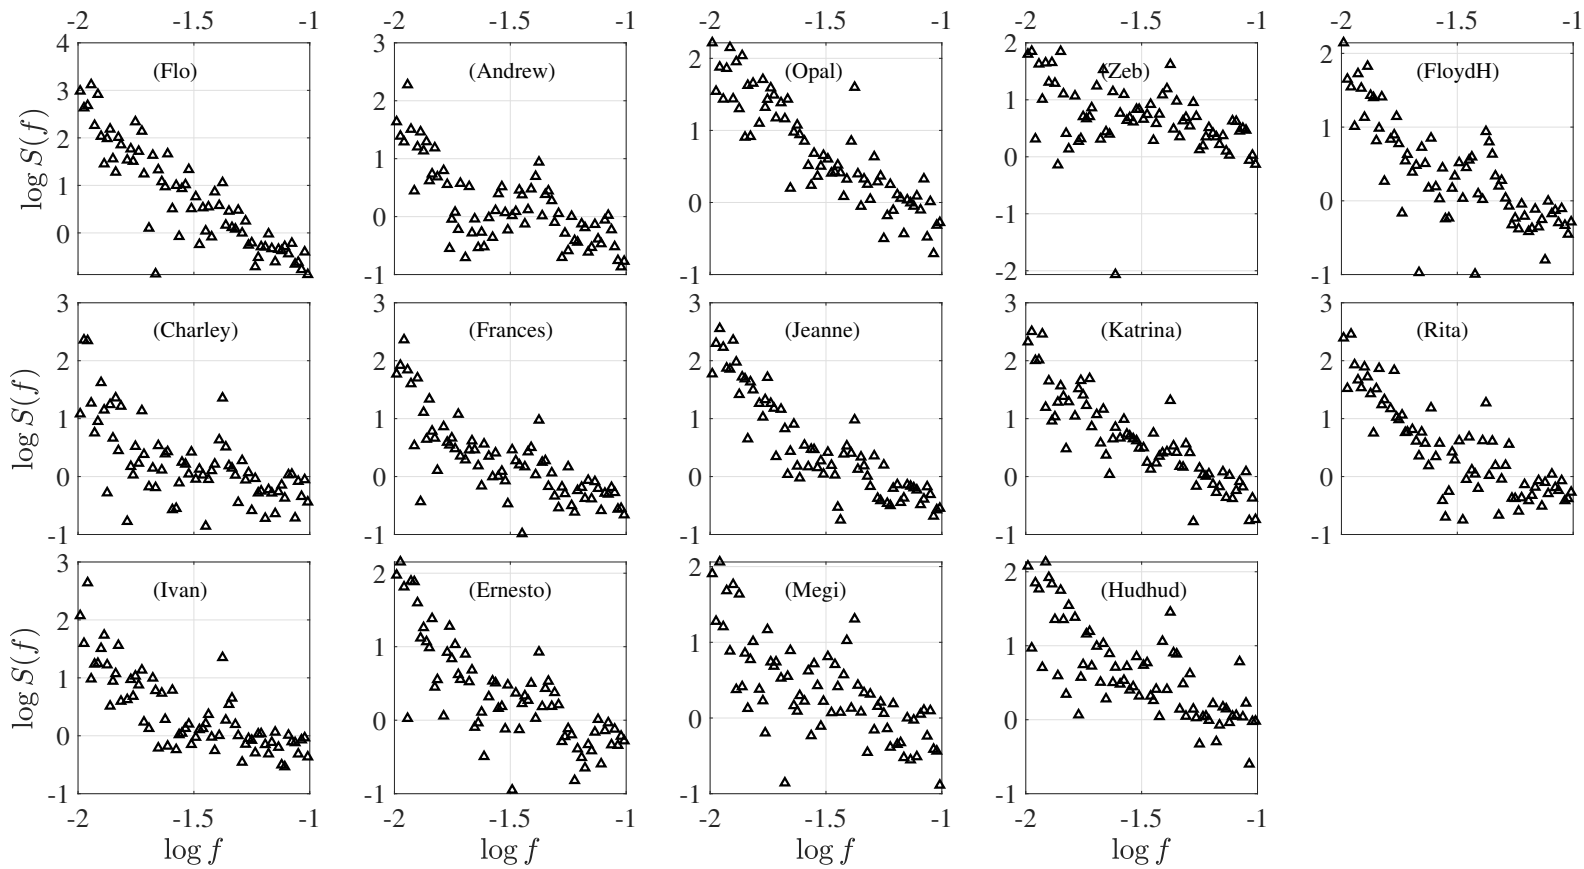 -2 -1.5 -1 -2 -1.5 -1 -2 -1.5 -1 -2 -1.5 -1 -2 -1.5 -1
4 3 2 1 0 log S(f) (Flo)
3 2 1 0 -1 (Andrew)
2 1 0 -1 (Opal)
2 1 0 -1 -2 (Zeb)
2 1 0 -1 (FloydH)
3 2 1 0 -1 log S(f) (Charley)
3 2 1 0 -1 (Frances)
3 2 1 0 -1 (Jeanne)
3 2 1 0 -1 (Katrina)
3 2 1 0 -1 (Rita)
3 2 1 0 -1 log S(f) (Ivan)
2 1 0 -1 (Ernesto)
2 1 0 -1 (Megi)
2 1 0 -1 (Hudhud)
-2 -1.5 -1 -2 -1.5 -1 -2 -1.5 -1 -2 -1.5 -1
log f log f log f log f